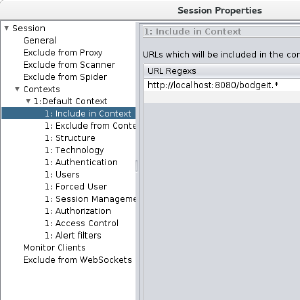 Session Properties
Session
General
Exclude from Proxy
Exclude from Scanner
Exclude from Spider
Contexts
1:Default Context
1: Include in Context
1: Exclude from Conte
1: Structure
1: Technology
1: Authentication
1: Users
1: Forced User
1: Session Manageme
1: Authorization
1: Access Control
1: Alert filters
Monitor Clients
Exclude from WebSockets
1: Include in Context
URLs which will be included in the con
URL Regexs
http://localhost:8080/bodgeit.*